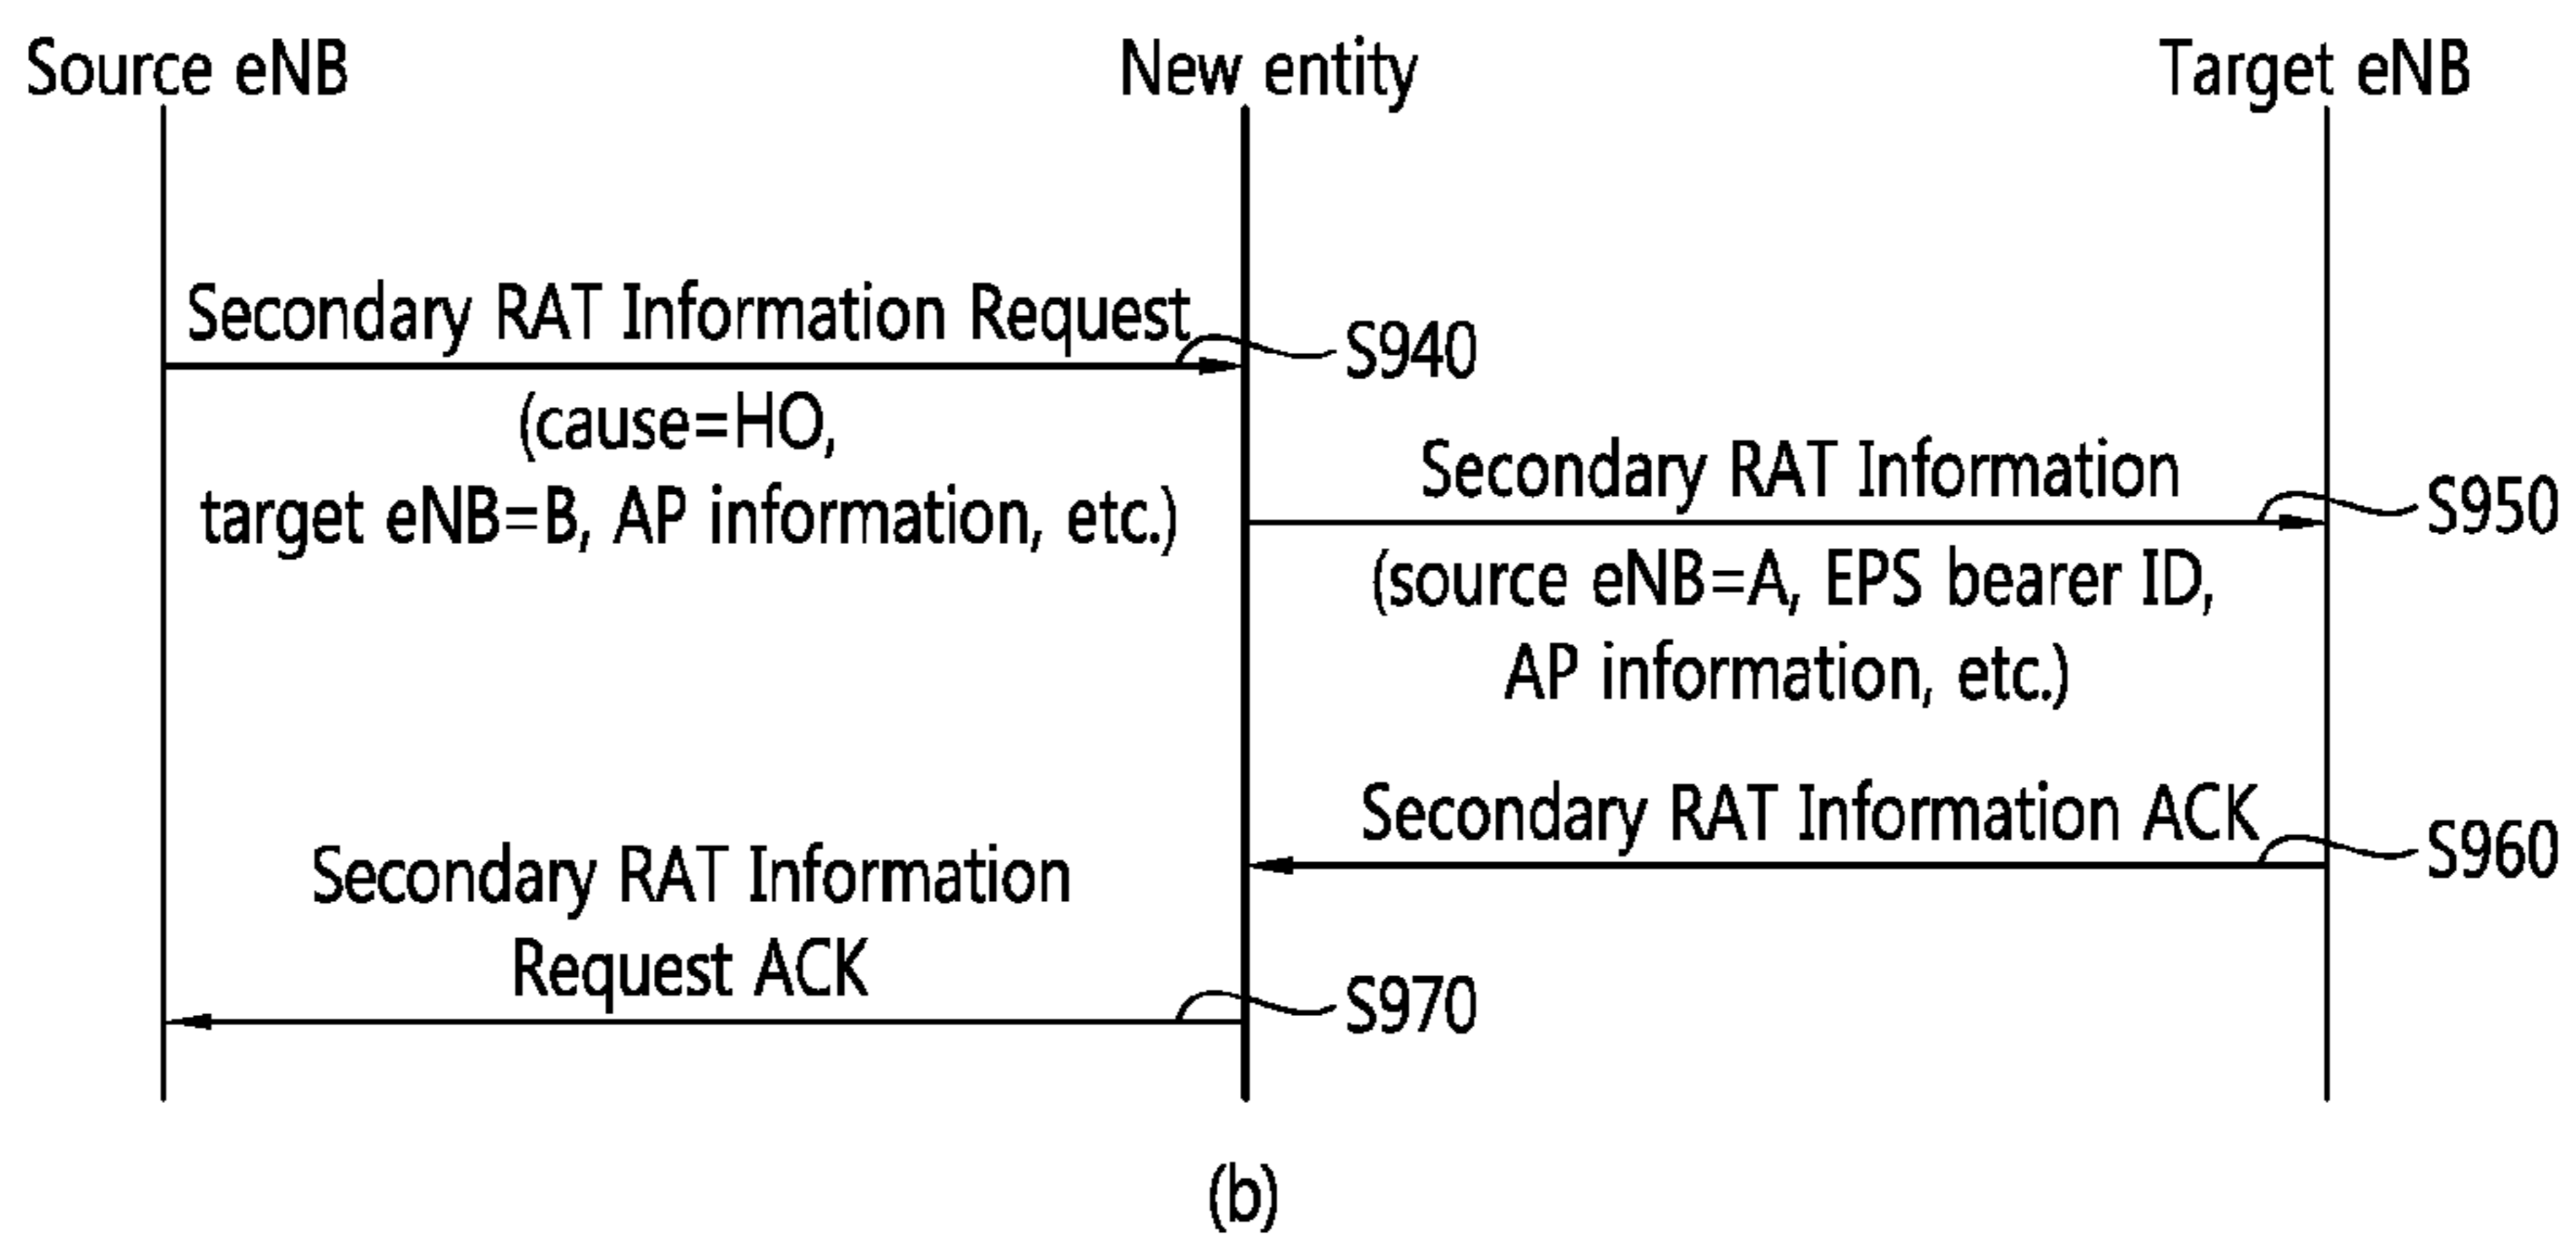 Source eNB
New entity
Target eNB
Secondary RAT Information Request
S940
(cause=HO,
target eNB=B, AP information, etc.)
Secondary RAT Information
S950
(source eNB=A, EPS bearer ID,
AP information, etc.)
Secondary RAT Information ACK
S960
Secondary RAT Information
Request ACK
S970
(b)